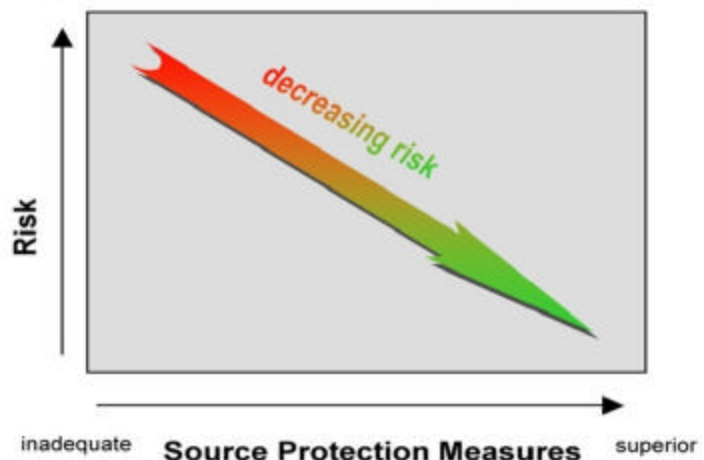 decreasing risk
Risk
inadequate
Source Protection Measures
superior